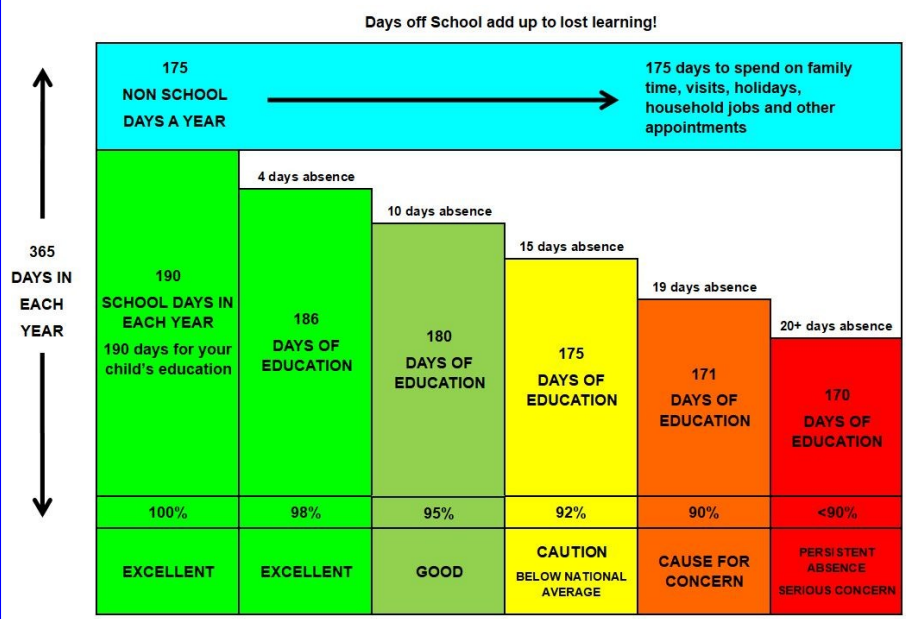 Days off School add up to lost learning!
175
NON SCHOOL
DAYS A YEAR
175 days to spend on family
time, visits, holidays,
household jobs and other
appointments
365
DAYS IN
EACH
YEAR
190
SCHOOL DAYS IN
EACH YEAR
190 days for your
child's education
4 days absence
186
DAYS OF
EDUCATION
10 days absence
180
DAYS OF
EDUCATION
15 days absence
175
DAYS OF
EDUCATION
19 days absence
171
DAYS OF
EDUCATION
20+ days absence
170
DAYS OF
EDUCATION
100%
98%
95%
92%
90%
<90%
EXCELLENT
EXCELLENT
GOOD
CAUTION
BELOW NATIONAL
AVERAGE
CAUSE FOR
CONCERN
PERSISTENT
ABSENCE
SERIOUS CONCERN